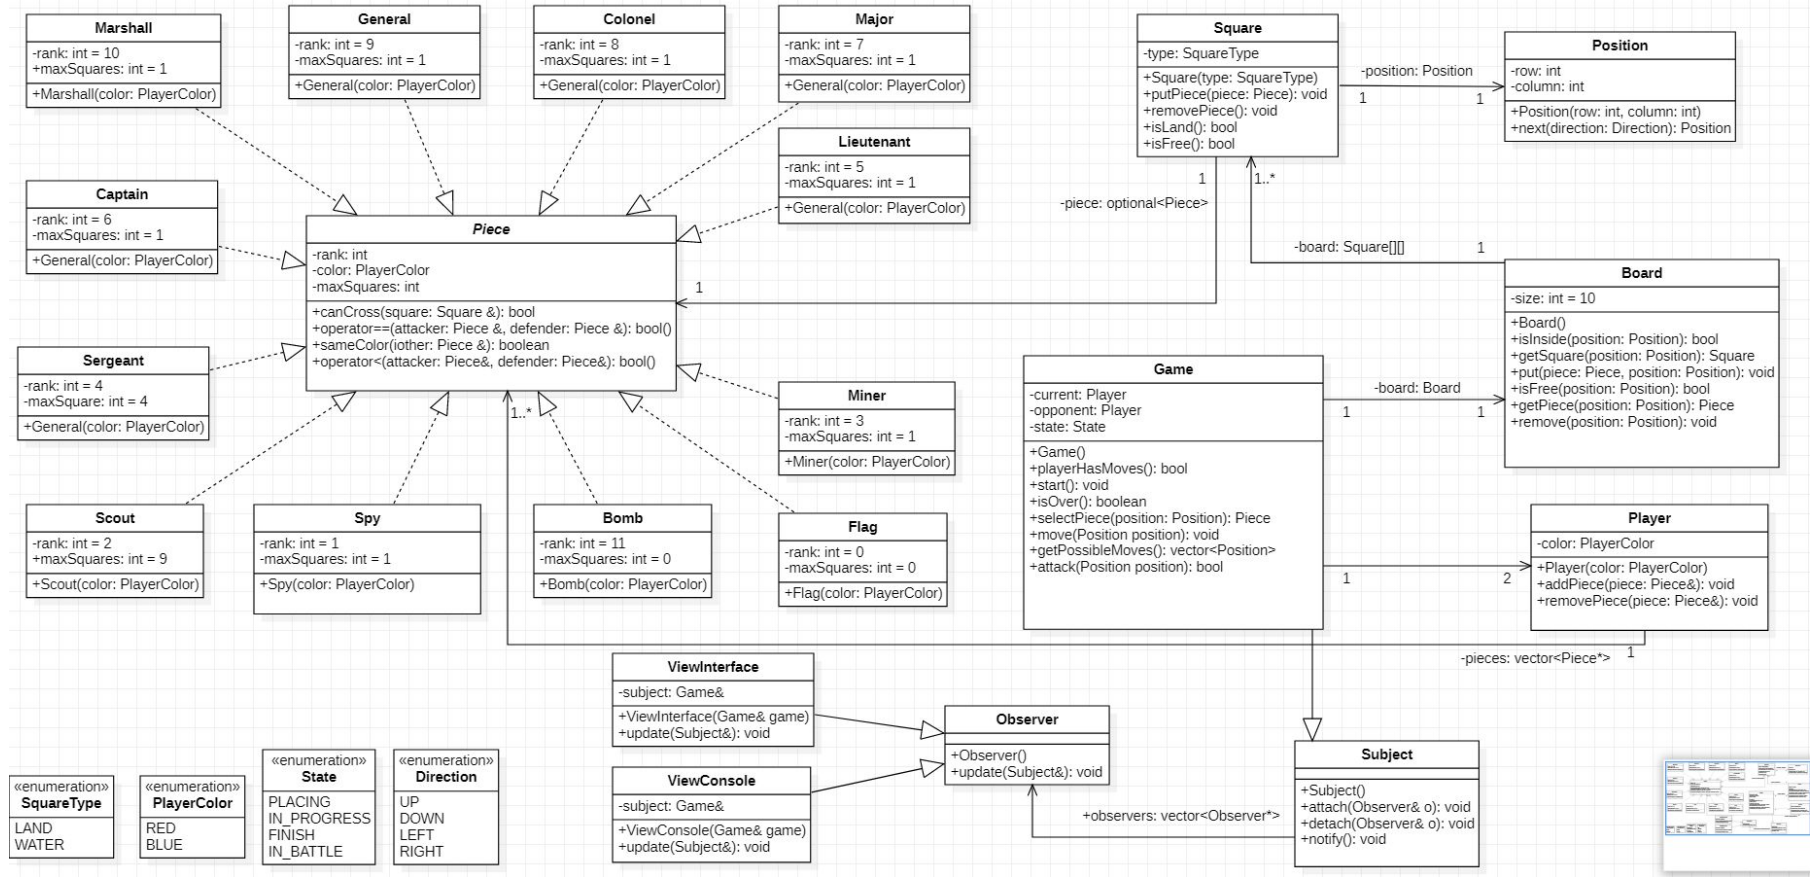 Marshall
-rank: int = 10
+maxSquares: int = 1
+Marshall(color: PlayerColor)
General
-rank: int = 9
-maxSquares: int = 1
+General(color: PlayerColor)
Colonel
-rank: int = 8
-maxSquares: int = 1
+General(color: PlayerColor)
Major
-rank: int = 7
-maxSquares: int = 1
+General(color: PlayerColor)
Lieutenant
-rank: int = 5
-maxSquares: int = 1
+General(color: PlayerColor)
Captain
-rank: int = 6
-maxSquares: int = 1
+General(color: PlayerColor)
Piece
-rank: int
-color: PlayerColor
-maxSquares: int
+canCross(square: Square &): bool
+operator==(attacker: Piece &, defender: Piece &): bool()
+sameColor(iother: Piece &): boolean
+operator<(attacker: Piece&, defender: Piece&): bool()
Sergeant
-rank: int = 4
-maxSquare: int = 4
+General(color: PlayerColor)
Miner
-rank: int = 3
-maxSquares: int = 1
+Miner(color: PlayerColor)
Scout
-rank: int = 2
+maxSquares: int = 9
+Scout(color: PlayerColor)
Spy
-rank: int = 1
-maxSquares: int = 1
+Spy(color: PlayerColor)
Bomb
-rank: int = 11
-maxSquares: int = 0
+Bomb(color: PlayerColor)
Flag
-rank: int = 0
-maxSquares: int = 0
+Flag(color: PlayerColor)
1..*
Square
-type: SquareType
+Square(type: SquareType)
+putPiece(piece: Piece): void
+removePiece(): void
+isLand(): bool
+isFree(): bool
-position: Position
1
1
Position
-row: int
-column: int
+Position(row: int, column: int)
+next(direction: Direction): Position
1
1..*
-piece: optional<Piece>
1
-board: Square[][]
1
Board
-size: int = 10
+Board()
+isInside(position: Position): bool
+getSquare(position: Position): Square
+put(piece: Piece, position: Position): void
+isFree(position: Position): bool
+getPiece(position: Position): Piece
+remove(position: Position): void
Game
-current: Player
-opponent: Player
-state: State
+Game()
+playerHasMoves(): bool
+start(): void
+isOver(): boolean
+selectPiece(position: Position): Piece
+move(Position position): void
+getPossibleMoves(): vector<Position>
+attack(Position position): bool
-board: Board
1
1
1
2
Player
-color: PlayerColor
+Player(color: PlayerColor)
+addPiece(piece: Piece&): void
+removePiece(piece: Piece&): void
-pieces: vector<Piece*>
1
ViewInterface
-subject: Game&
+ViewInterface(Game& game)
+update(Subject&): void
ViewConsole
-subject: Game&
+ViewConsole(Game& game)
+update(Subject&): void
Observer
+Observer()
+update(Subject&): void
+observers: vector<Observer*>
Subject
+Subject()
+attach(Observer& o): void
+detach(Observer& o): void
+notify(): void
«enumeration»
SquareType
LAND
WATER
«enumeration»
PlayerColor
RED
BLUE
«enumeration»
State
PLACING
IN_PROGRESS
FINISH
IN_BATTLE
«enumeration»
Direction
UP
DOWN
LEFT
RIGHT